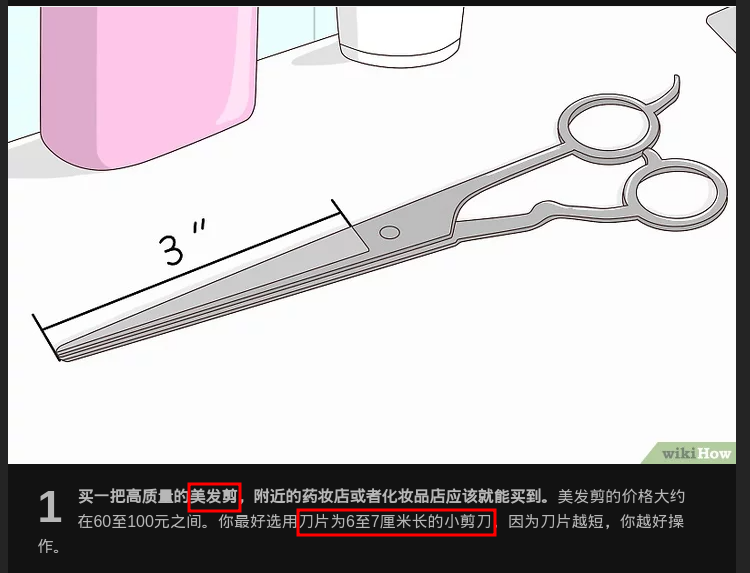 3"
wikiHow
1 买一把高质量的美发剪，附近的药妆店或者化妆品店应该就能买到。美发剪的价格大约
在60至100元之间。你最好选用刀片为6至7厘米长的小剪刀，因为刀片越短，你越好操
作。